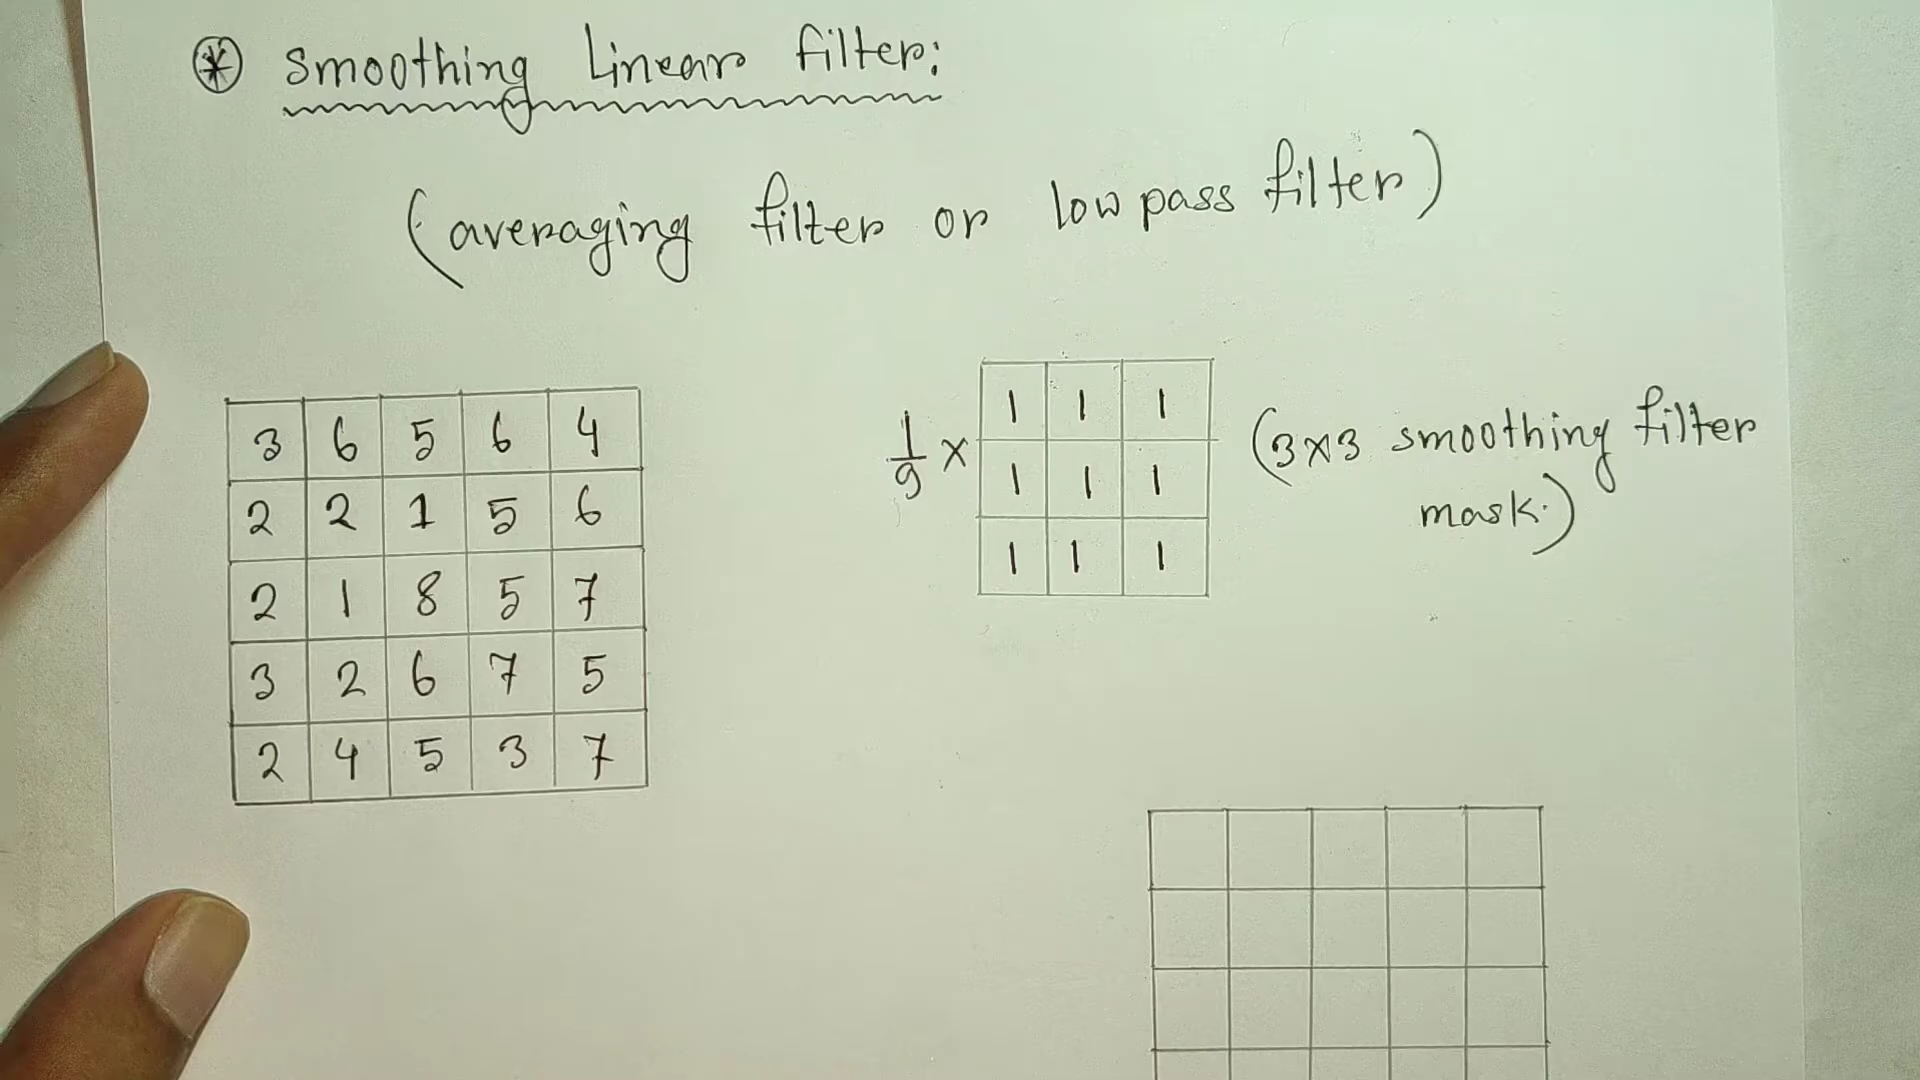 * Smoothing Linear filter:
(averaging filter or low pass filter)
3 6 5 6 4
2 2 1 5 6
2 1 8 5 7
3 2 6 7 5
2 4 5 3 7
1/9 ×
1 1 1
1 1 1
1 1 1
(3×3 smoothing filter
mask.)